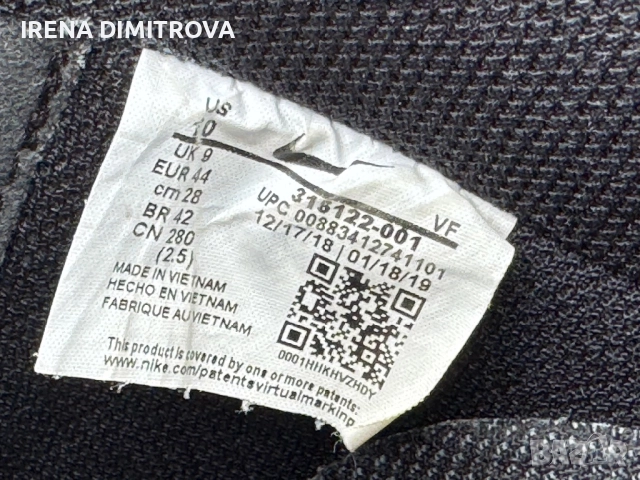 IRENA DIMITROVA
US
10
UK 9
EUR 44
cm 28
BR 42
CN 280
(2.5)
VF
315122-001
UPC 00883412741101
12/17/18 | 01/18/19
MADE IN VIETNAM
HECHO EN VIETNAM
FABRIQUE AU VIETNAM
This product is covered by one or more patents:
www.nike.com/patentsvirtualmarking